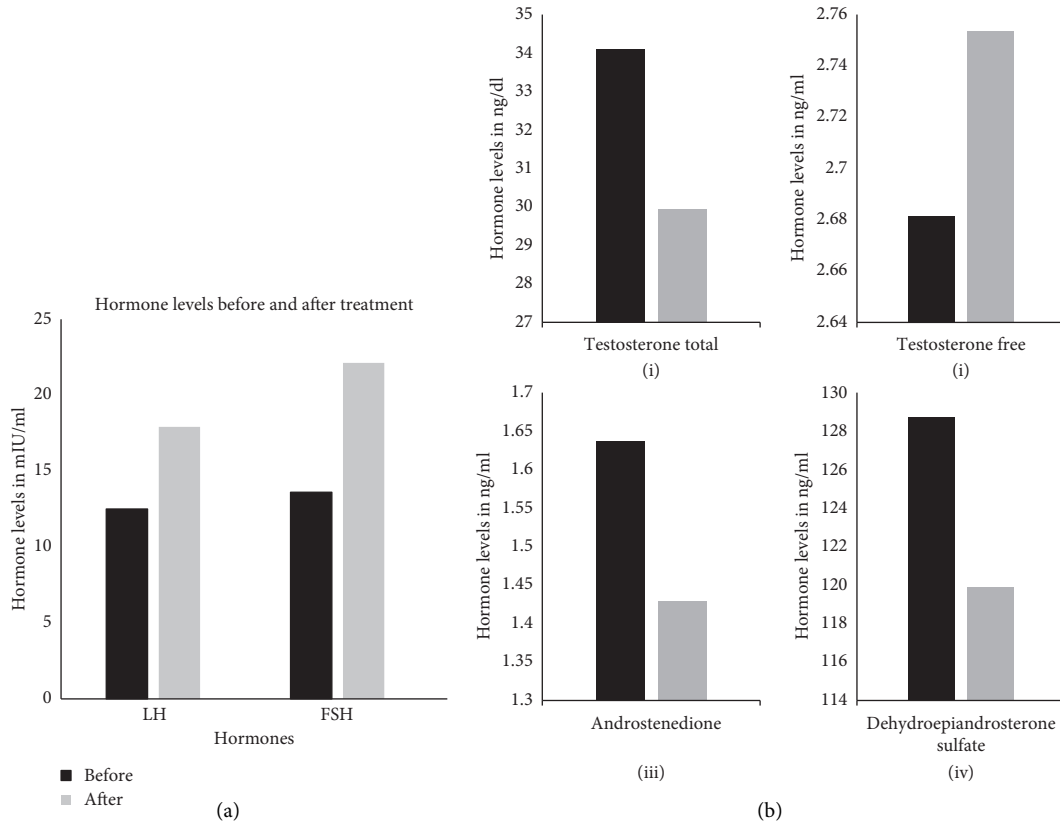 Hormone levels before and after treatment
Hormone levels in mIU/ml
25
20
15
10
5
0
LH
FSH
Hormones
Before
After
(a)
Hormone levels in ng/dl
35
34
33
32
31
30
29
28
27
Testosterone total
(i)
Hormone levels in ng/ml
2.76
2.74
2.72
2.7
2.68
2.66
2.64
Testosterone free
(i)
Hormone levels in ng/ml
1.7
1.65
1.6
1.55
1.5
1.45
1.4
1.35
1.3
Androstenedione
(iii)
Hormone levels in ng/ml
130
128
126
124
122
120
118
116
114
Dehydroepiandrosterone
sulfate
(iv)
(b)